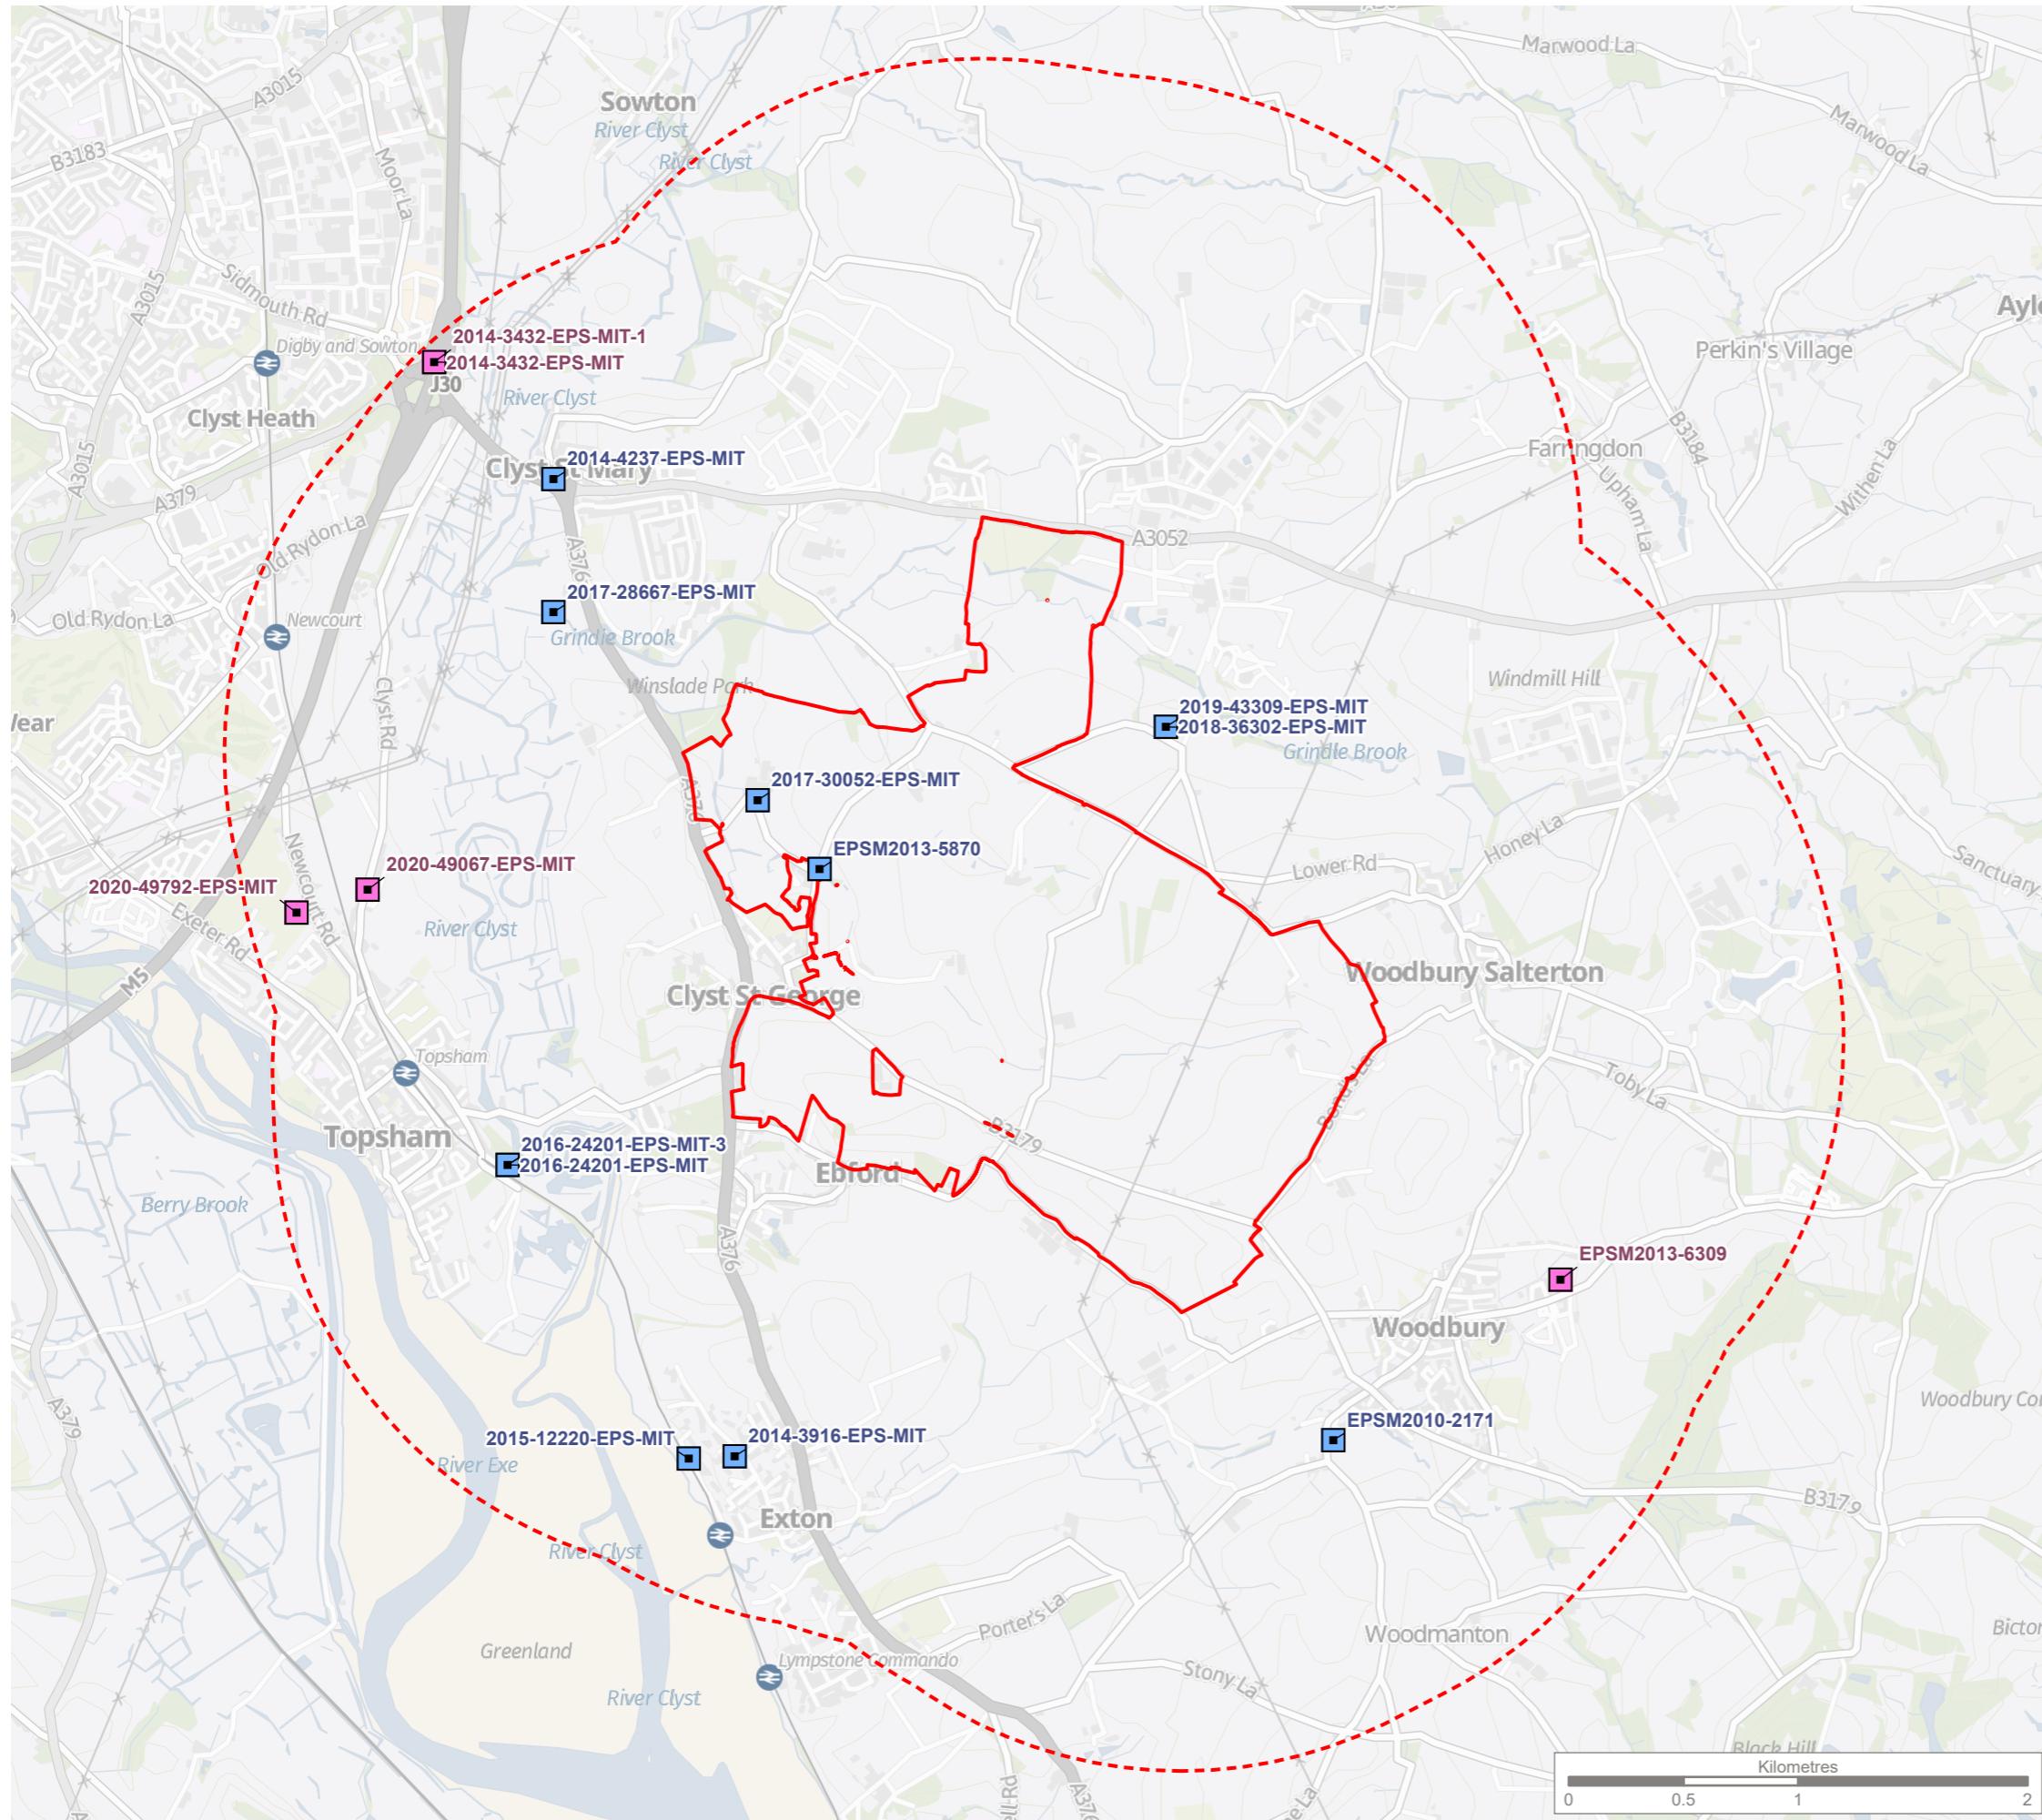 Marwood La
Sowton
River Clyst
River Clyst
A3015
B3183
Moor La
Marwood La
A3015
Sidmouth Rd
Perkin's Village
2014-3432-EPS-MIT-1
Digby and Sowton
2014-3432-EPS-MIT
J30
River Clyst
Clyst Heath
B3184
Farringdon
Withen La
Upham La
A3015
2014-4237-EPS-MIT
Clyst St Mary
A379
Old Rydon La
A3052
A376
2017-28667-EPS-MIT
Old Rydon La
Newcourt
Grindle Brook
Winslade Park
Windmill Hill
Clyst Rd
2019-43309-EPS-MIT
2018-36302-EPS-MIT
Grindle Brook
2017-30052-EPS-MIT
A376
EPSM2013-5870
Honey La
Lower Rd
Sanctuary
2020-49067-EPS-MIT
2020-49792-EPS-MIT
Newcourt Rd
Exeter Rd
River Clyst
M5
Woodbury Salterton
Clyst St George
Topsham
Bond's La
Toby La
Topsham
B3179
2016-24201-EPS-MIT-3
2016-24201-EPS-MIT
Ebford
Berry Brook
A376
EPSM2013-6309
Woodbury
A379
EPSM2010-2171
2015-12220-EPS-MIT
2014-3916-EPS-MIT
River Exe
B3179
Exton
River Clyst
Porter's La
Woodmanton
Greenland
Lympstone Commando
Stony La
River Clyst
Black Hill
Kilometres
0 0.5 1 2